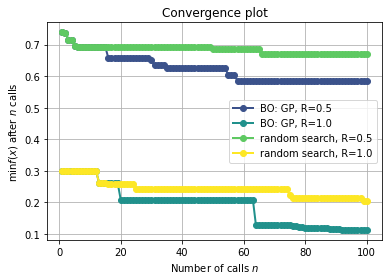 Convergence plot
min f(x) after n calls
0.7
0.6
0.5
0.4
0.3
0.2
0.1
BO: GP, R=0.5
BO: GP, R=1.0
random search, R=0.5
random search, R=1.0
0
20
40
60
80
100
Number of calls n